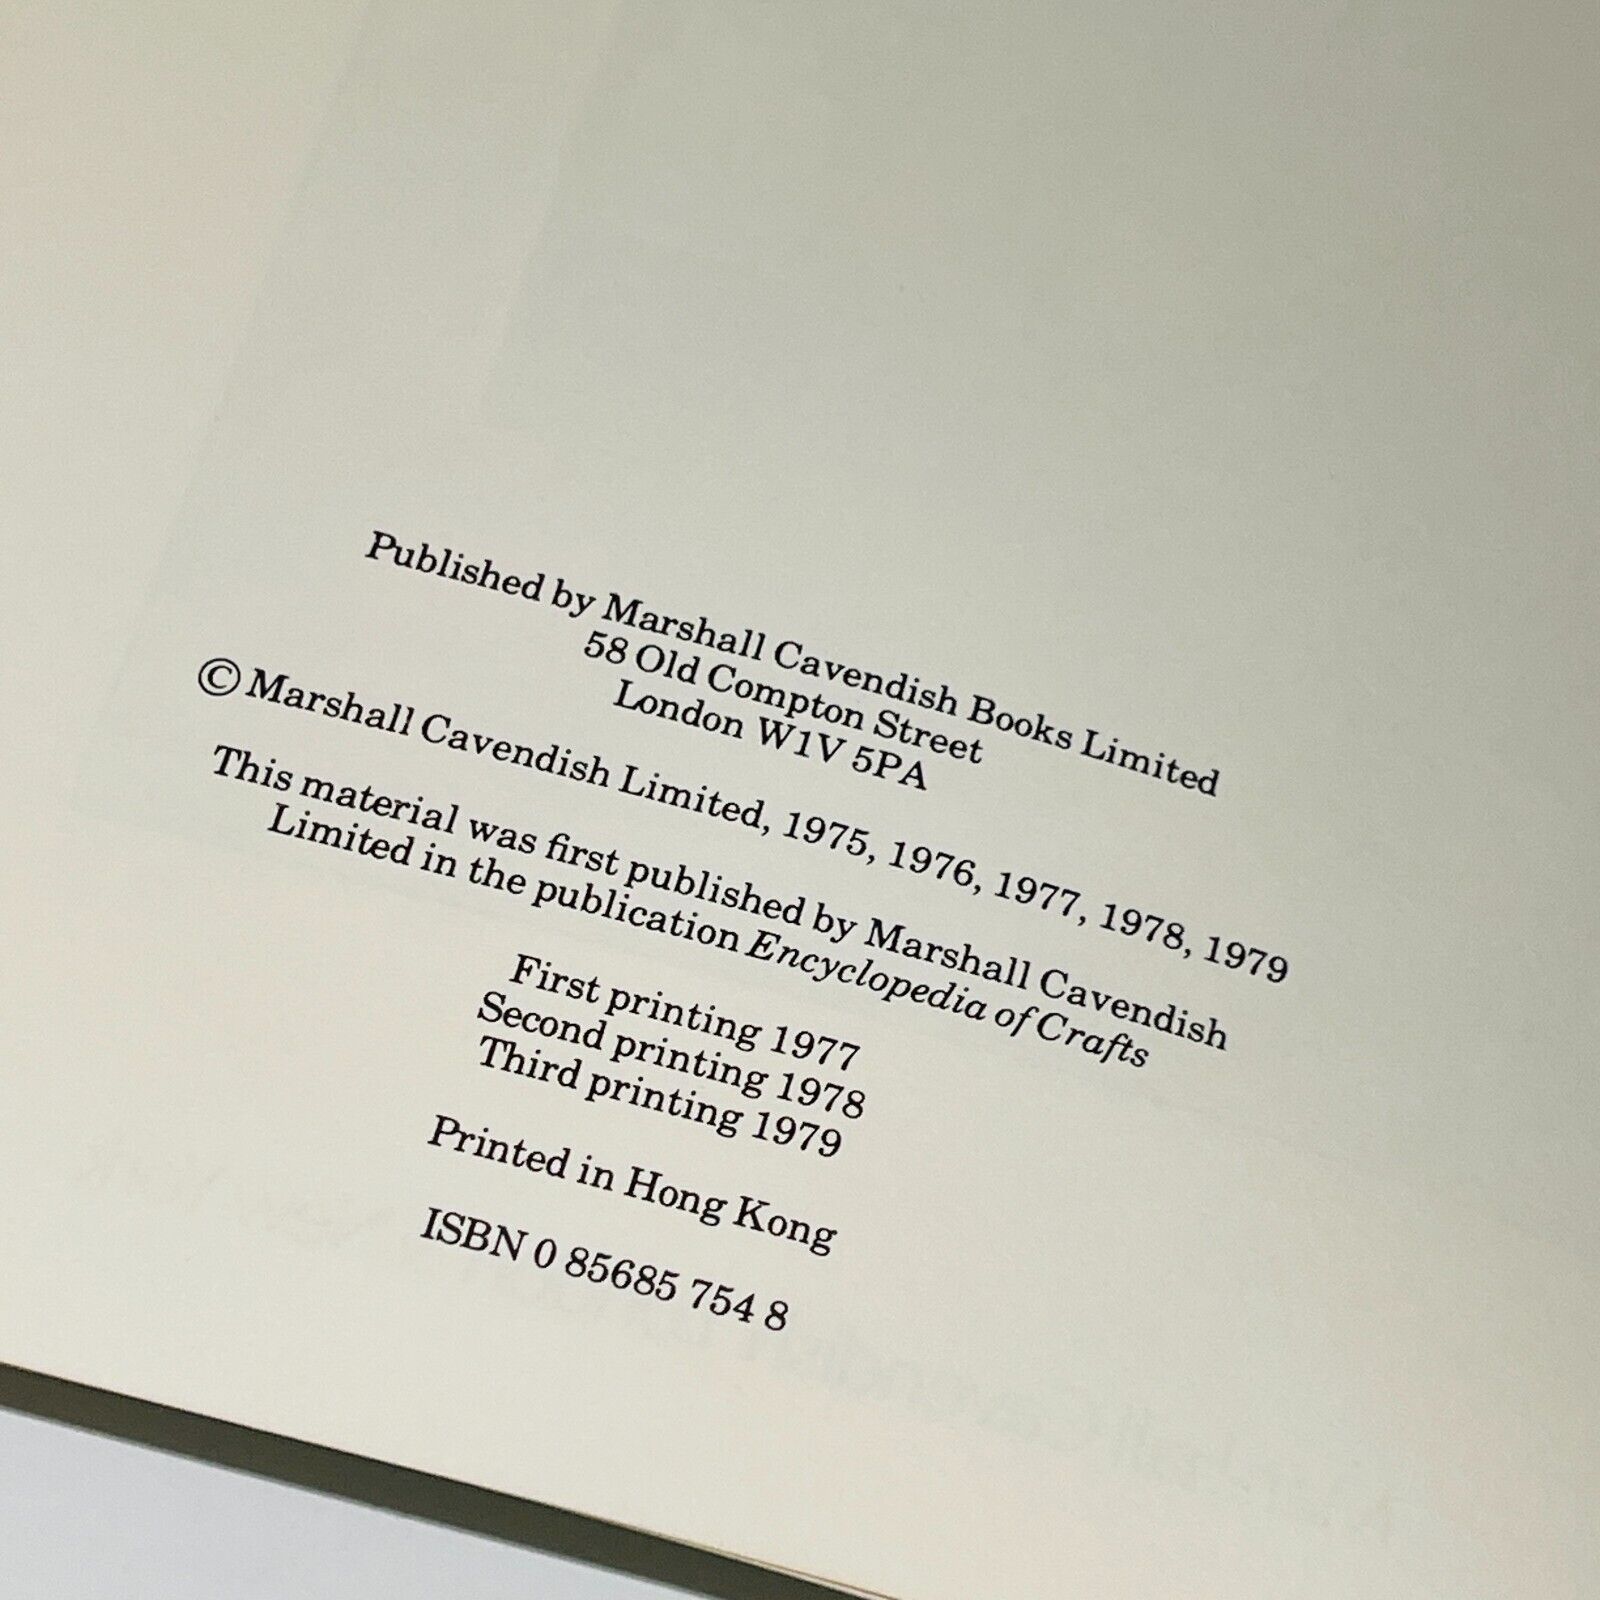 Published by Marshall Cavendish Books Limited
58 Old Compton Street
London W1V 5PA
© Marshall Cavendish Limited, 1975, 1976, 1977, 1978, 1979
This material was first published by Marshall Cavendish
Limited in the publication Encyclopedia of Crafts
First printing 1977
Second printing 1978
Third printing 1979
Printed in Hong Kong
ISBN 0 85685 754 8